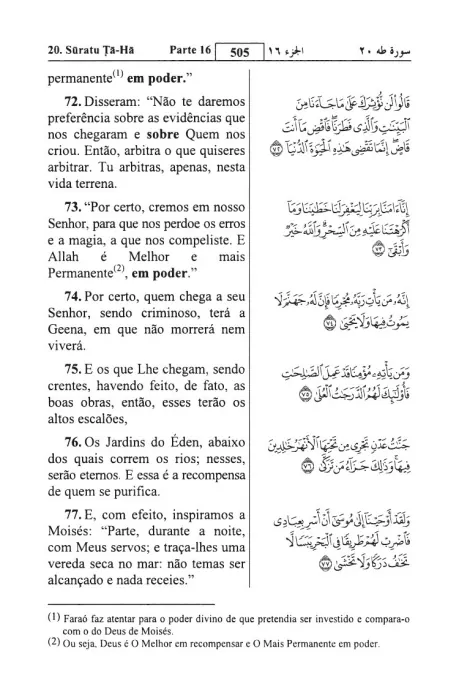 20. Sūratu Ṭā-Hā Parte 16 505 الجزء ١٦ سورة طه ٢٠
permanente(1) em poder.”
72. Disseram: “Não te daremos
preferência sobre as evidências que
nos chegaram e sobre Quem nos
criou. Então, arbitra o que quiseres
arbitrar. Tu arbitras, apenas, nesta
vida terrena.
73. “Por certo, cremos em nosso
Senhor, para que nos perdoe os erros
e a magia, a que nos compeliste. E
Allah é Melhor e mais
Permanente(2), em poder.”
74. Por certo, quem chega a seu
Senhor, sendo criminoso, terá a
Geena, em que não morrerá nem
viverá.
75. E os que Lhe chegam, sendo
crentes, havendo feito, de fato, as
boas obras, então, esses terão os
altos escalões,
76. Os Jardins do Éden, abaixo
dos quais correm os rios; nesses,
serão eternos. E essa é a recompensa
de quem se purifica.
77. E, com efeito, inspiramos a
Moisés: “Parte, durante a noite,
com Meus servos; e traça-lhes uma
vereda seca no mar: não temas ser
alcançado e nada receies.”
قَالُوا لَن نُّؤْثِرَكَ عَلَىٰ مَا جَاءَنَا مِنَ
الْبَيِّنَاتِ وَالَّذِي فَطَرَنَا فَاقْضِ مَا أَنتَ
قَاضٍ إِنَّمَا تَقْضِي هَٰذِهِ الْحَيَاةَ الدُّنْيَا ٧٢
إِنَّا آمَنَّا بِرَبِّنَا لِيَغْفِرَ لَنَا خَطَايَانَا وَمَا
أَكْرَهْتَنَا عَلَيْهِ مِنَ السِّحْرِ وَاللَّهُ خَيْرٌ
وَأَبْقَىٰ ٧٣
إِنَّهُ مَن يَأْتِ رَبَّهُ مُجْرِمًا فَإِنَّ لَهُ جَهَنَّمَ لَا
يَمُوتُ فِيهَا وَلَا يَحْيَىٰ ٧٤
وَمَن يَأْتِهِ مُؤْمِنًا قَدْ عَمِلَ الصَّالِحَاتِ
فَأُولَٰئِكَ لَهُمُ الدَّرَجَاتُ الْعُلَىٰ ٧٥
جَنَّاتُ عَدْنٍ تَجْرِي مِن تَحْتِهَا الْأَنْهَارُ خَالِدِينَ
فِيهَا وَذَٰلِكَ جَزَاءُ مَن تَزَكَّىٰ ٧٦
وَلَقَدْ أَوْحَيْنَا إِلَىٰ مُوسَىٰ أَنْ أَسْرِ بِعِبَادِي
فَاضْرِبْ لَهُمْ طَرِيقًا فِي الْبَحْرِ يَبَسًا لَّا
تَخَافُ دَرَكًا وَلَا تَخْشَىٰ ٧٧
(1) Faraó faz atentar para o poder divino de que pretendia ser investido e compara-o
com o do Deus de Moisés.
(2) Ou seja, Deus é O Melhor em recompensar e O Mais Permanente em poder.